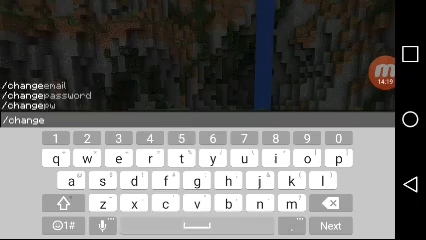 /changeemail
/changepassword
/changepw
/change
14:19
1 2 3 4 5 6 7 8 9 0
q w e r t y u i o p
a s d f g h j k l
z x c v b n m
1# . Next